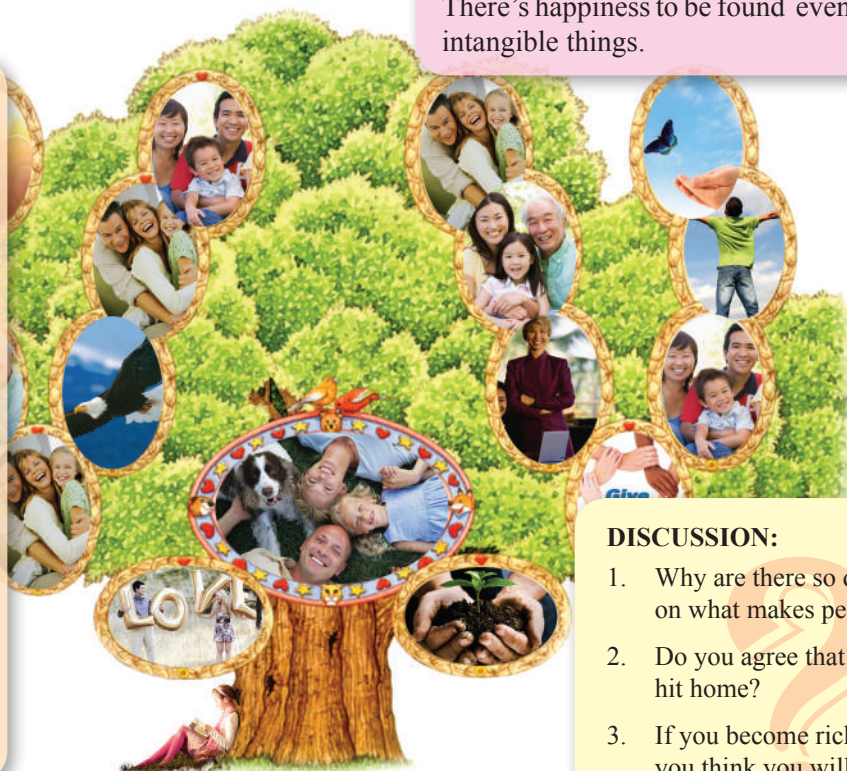 There's happiness to be found even
intangible things.
LOVE
Give
DISCUSSION:
1. Why are there so
on what makes
2. Do you agree that
hit home?
3. If you become rich
you think you will